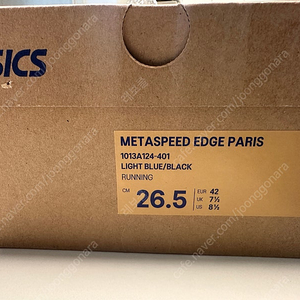 SICS
METASPEED EDGE PARIS
1013A124-401
LIGHT BLUE/BLACK
RUNNING
CM 26.5
EUR 42
UK 7½
US 8½